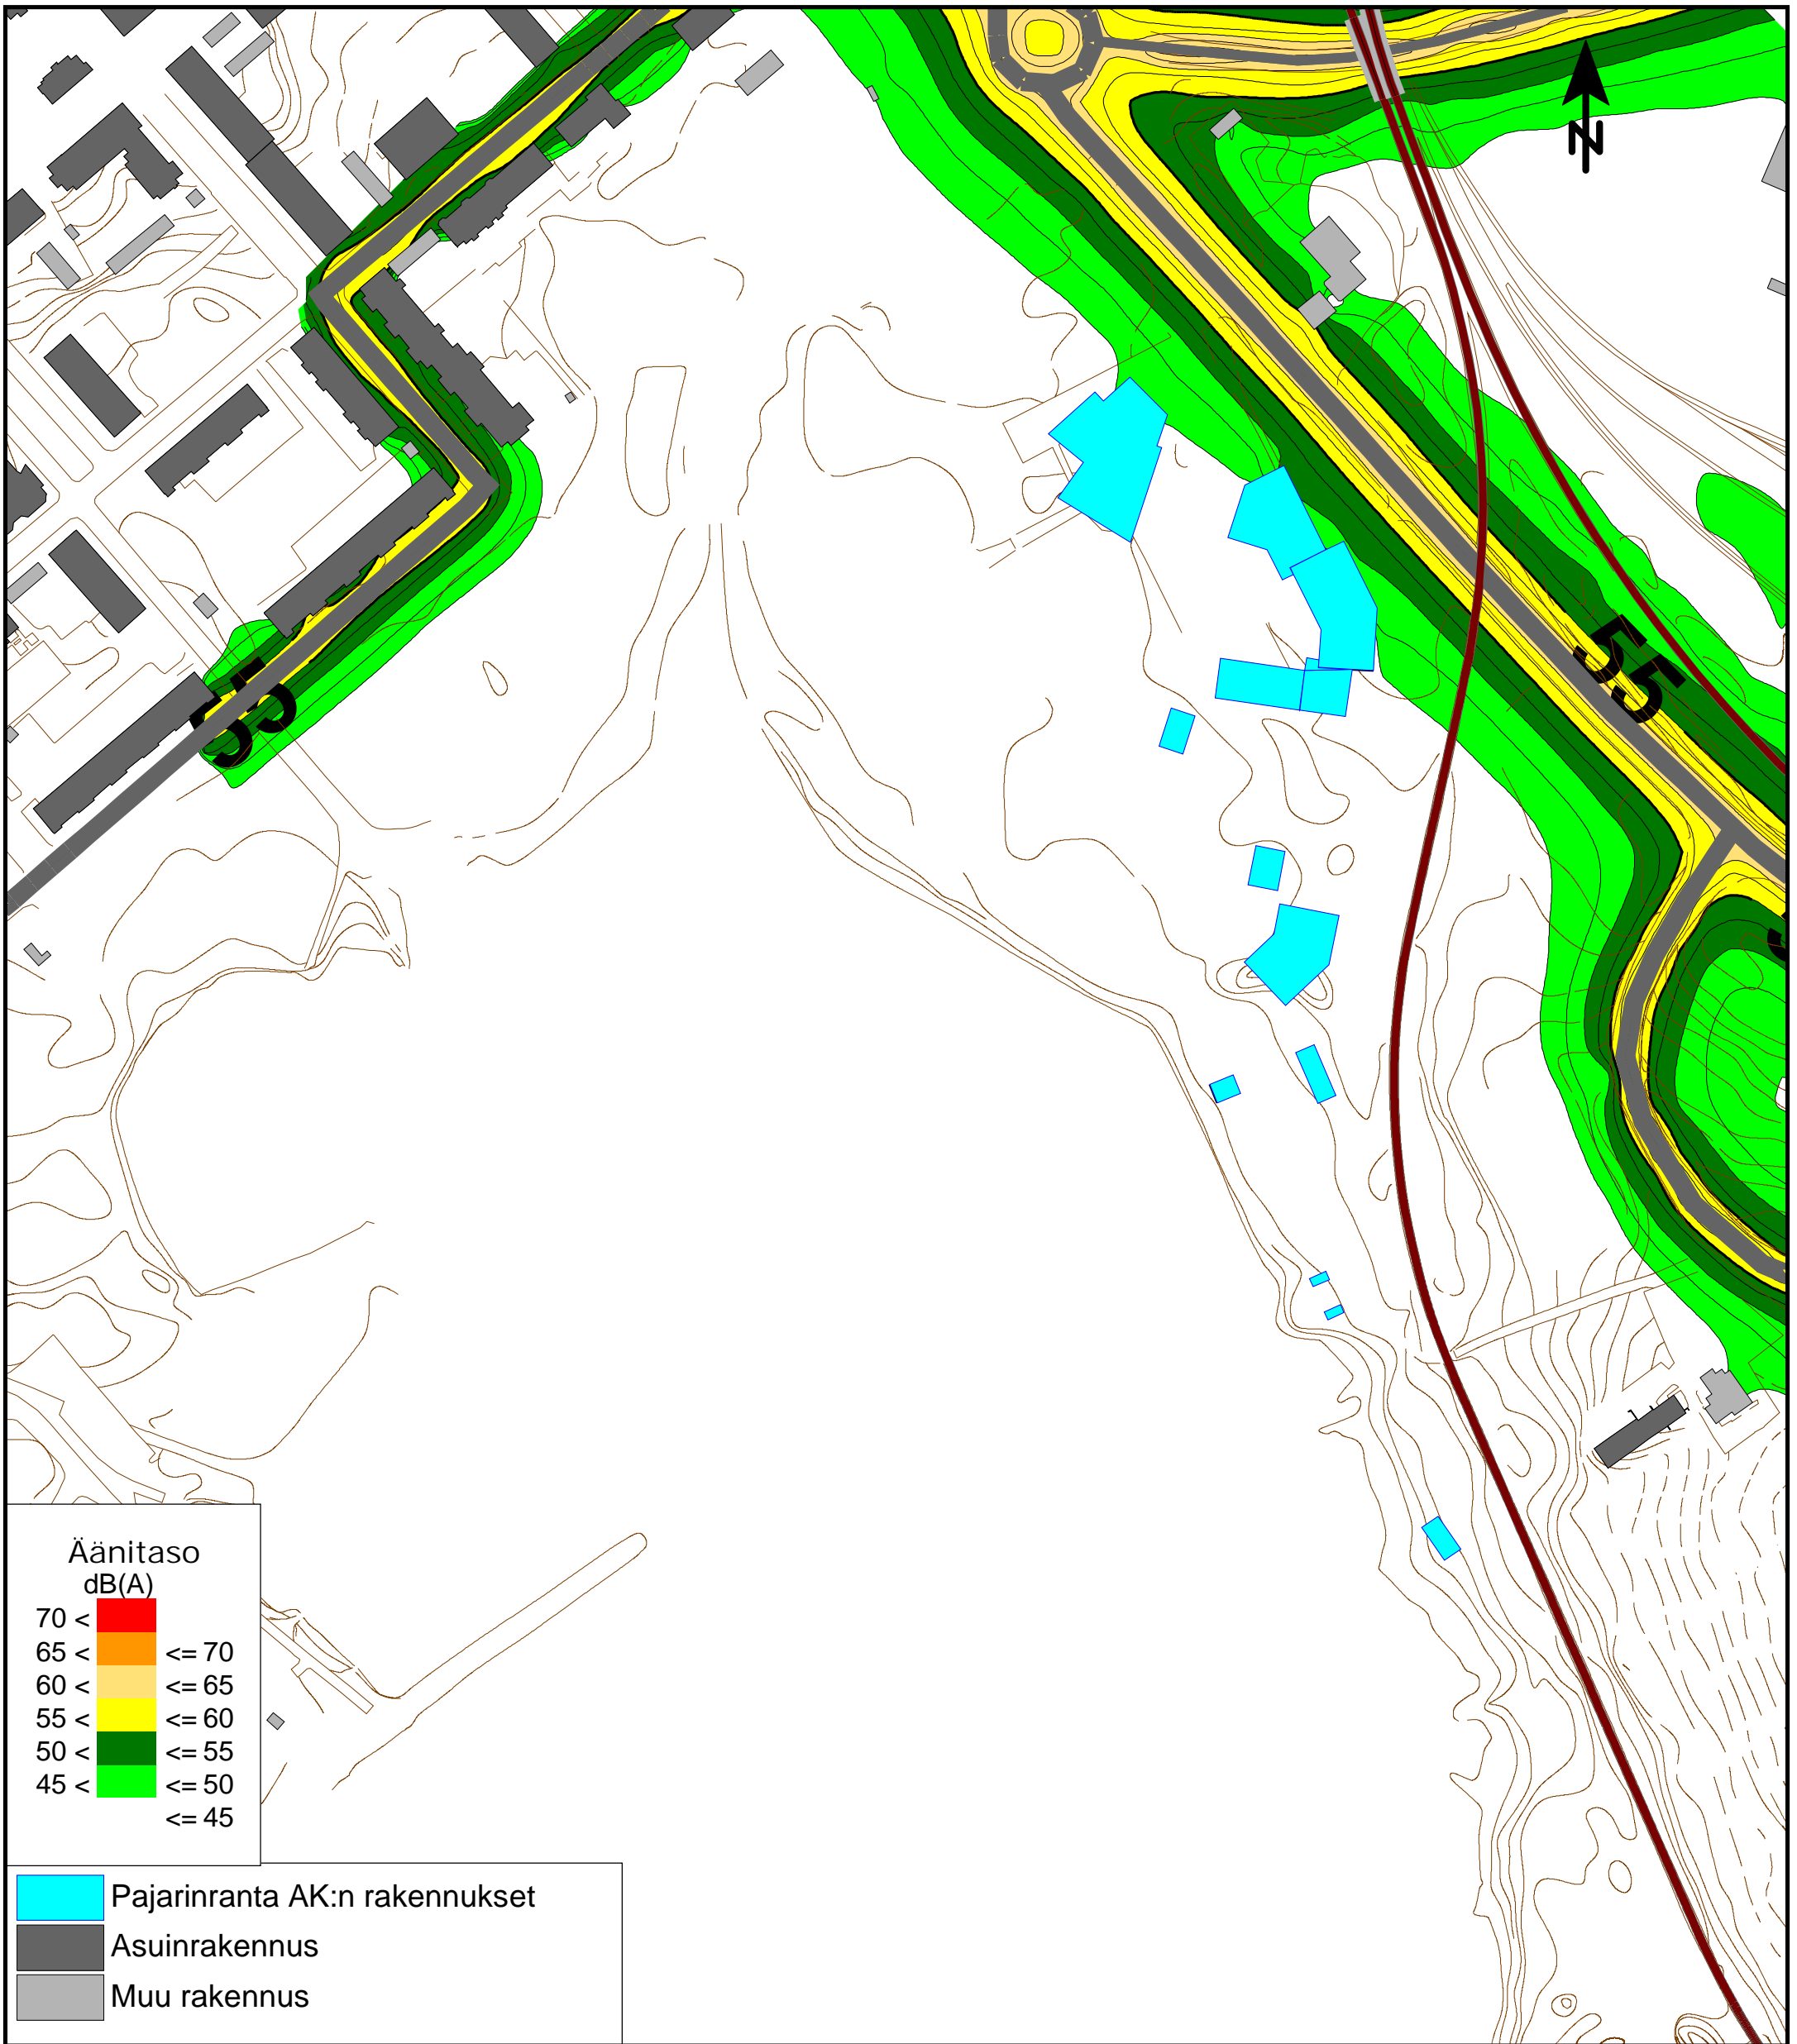 N
55
55
Äänitaso
dB(A)
70 <
65 < <= 70
60 < <= 65
55 < <= 60
50 < <= 55
45 < <= 50
<= 45
Pajarinranta AK:n rakennukset
Asuinrakennus
Muu rakennus